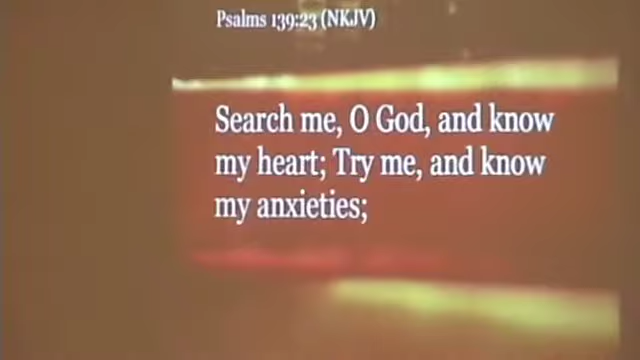 Psalms 139:23 (NKJV)
Search me, O God, and know
my heart; Try me, and know
my anxieties;